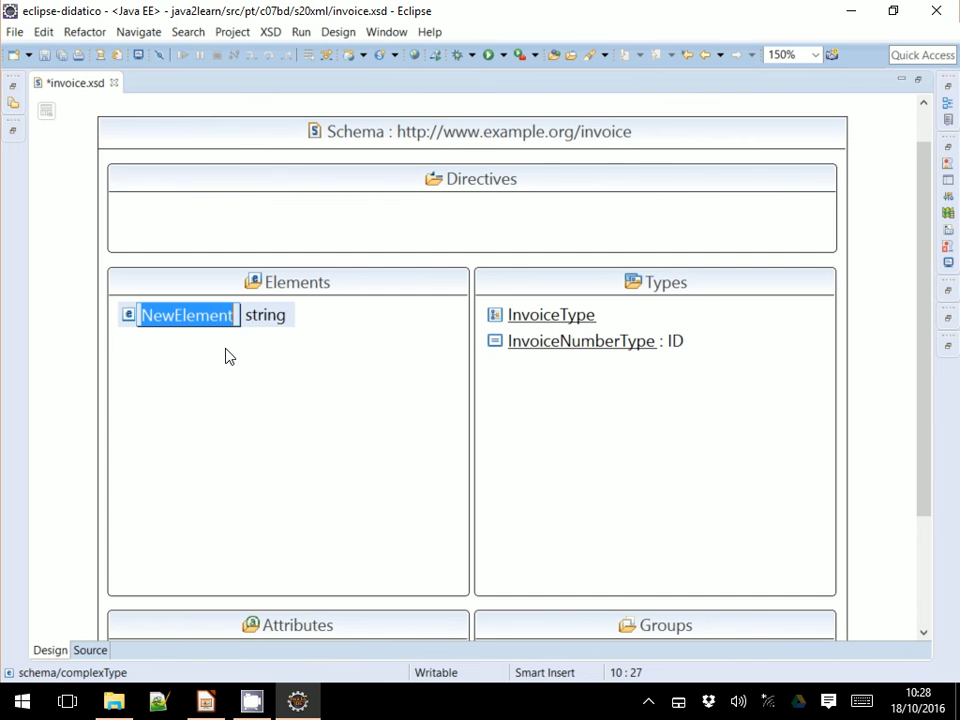 eclipse-didatico - <Java EE> - java2learn/src/pt/c07bd/s20xml/invoice.xsd - Eclipse
File Edit Refactor Navigate Search Project XSD Run Design Window Help
150% Quick Access
*invoice.xsd
Schema : http://www.example.org/invoice
Directives
Elements
NewElement string
Types
InvoiceType
InvoiceNumberType : ID
Attributes
Groups
Design Source
schema/complexType Writable Smart Insert 10 : 27
10:28
18/10/2016